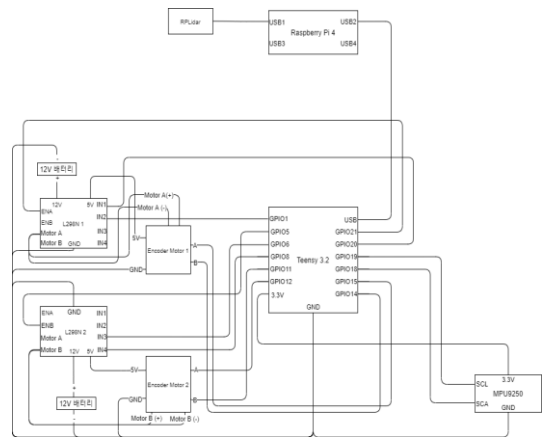 RPLidar
USB1 USB2
Raspberry Pi 4
USB3 USB4
-
12V 배터리
+
12V 5V IN1
ENA IN2
ENB L298N 1
Motor A IN3
Motor B GND IN4
Motor A(+)
Motor A (-)
5V A
Encoder Motor 1
GND B
GPIO1 USB
GPIO5 GPIO21
GPIO6 GPIO20
Teensy 3.2
GPIO8 GPIO19
GPIO11 GPIO18
GPIO12 GPIO15
3.3V GPIO14
GND
ENA GND IN1
ENB IN2
L298N 2
Motor A IN3
Motor B 12V 5V IN4
+
12V 배터리
-
5V A
Encoder Motor 2
GND B
Motor B (+) Motor B (-)
3.3V
SCL
MPU9250
SCA
GND